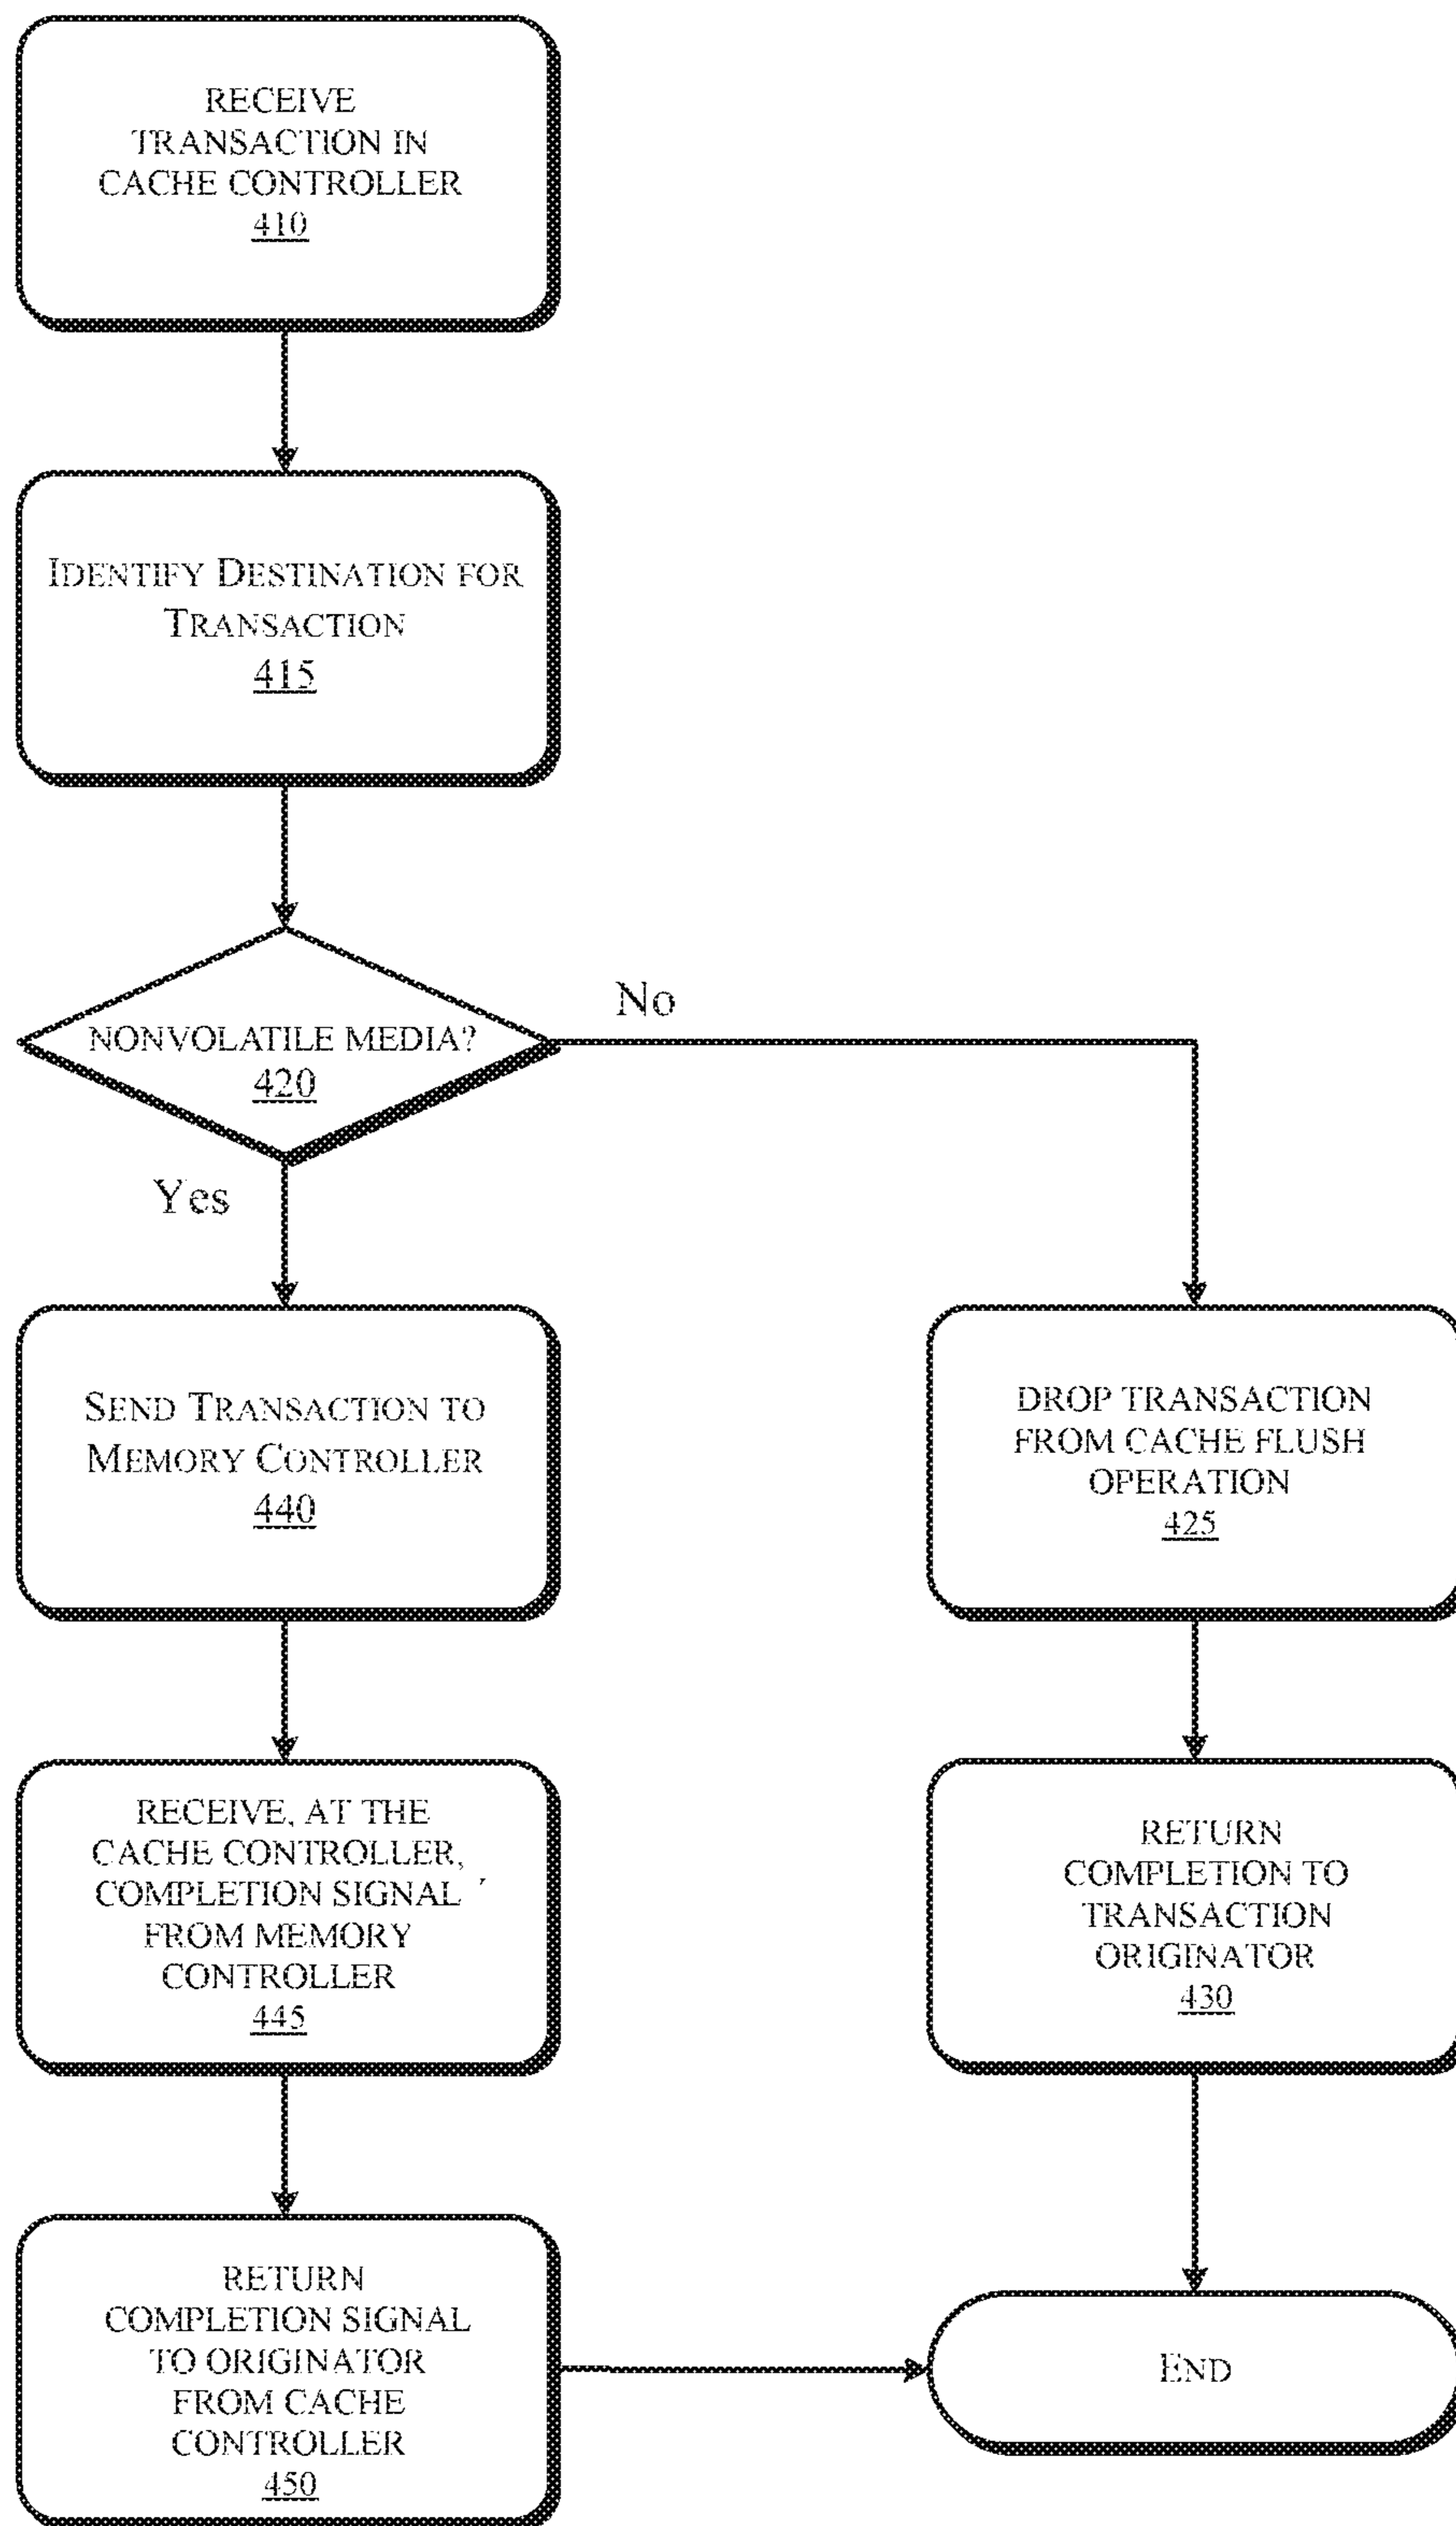 RECEIVE
TRANSACTION IN
CACHE CONTROLLER
410
IDENTIFY DESTINATION FOR
TRANSACTION
415
NONVOLATILE MEDIA?
420
No
Yes
SEND TRANSACTION TO
MEMORY CONTROLLER
440
DROP TRANSACTION
FROM CACHE FLUSH
OPERATION
425
RECEIVE, AT THE
CACHE CONTROLLER,
COMPLETION SIGNAL
FROM MEMORY
CONTROLLER
445
RETURN
COMPLETION TO
TRANSACTION
ORIGINATOR
430
RETURN
COMPLETION SIGNAL
TO ORIGINATOR
FROM CACHE
CONTROLLER
450
END